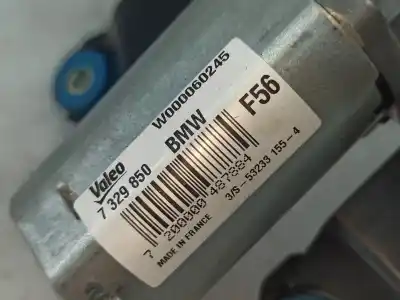 W000060245
Valeo
7 329 850 BMW F56
7 200000 487884
3/S-53233 155-4
MADE IN FRANCE